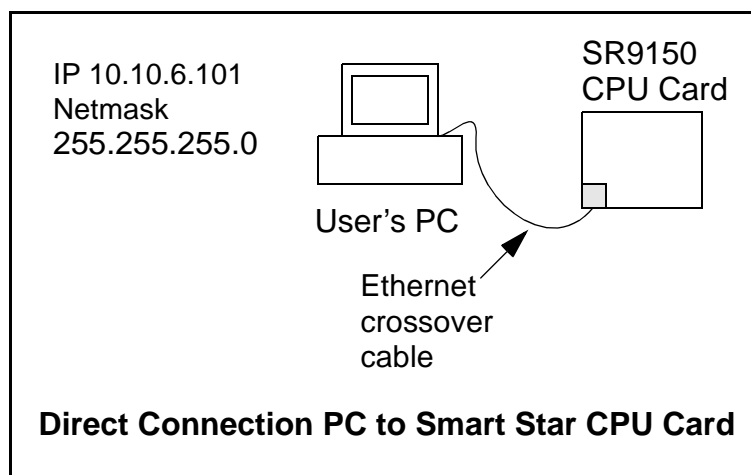 IP 10.10.6.101
Netmask
255.255.255.0
SR9150
CPU Card
User's PC
Ethernet
crossover
cable
Direct Connection PC to Smart Star CPU Card